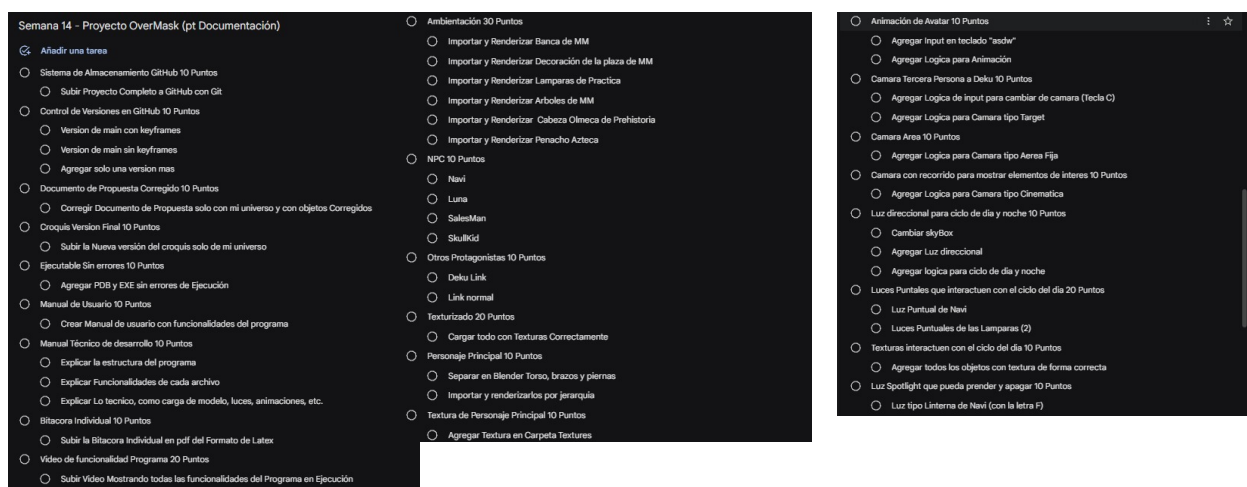 Semana 14 - Proyecto OverMask (pt Documentación)
Añadir una tarea
Sistema de Almacenamiento GitHub 10 Puntos
Subir Proyecto Completo a GitHub con Git
Control de Versiones en GitHub 10 Puntos
Version de main con keyframes
Version de main sin keyframes
Agregar solo una version mas
Documento de Propuesta Corregido 10 Puntos
Corregir Documento de Propuesta solo con mi universo y con objetos Corregidos
Croquis Version Final 10 Puntos
Subir la Nueva versión del croquis solo de mi universo
Ejecutable Sin errores 10 Puntos
Agregar PDB y EXE sin errores de Ejecución
Manual de Usuario 10 Puntos
Crear Manual de usuario con funcionalidades del programa
Manual Técnico de desarrollo 10 Puntos
Explicar la estructura del programa
Explicar Funcionalidades de cada archivo
Explicar Lo tecnico, como carga de modelo, luces, animaciones, etc.
Bitacora Individual 10 Puntos
Subir la Bitacora Individual en pdf del Formato de Latex
Video de funcionalidad Programa 20 Puntos
Subir Video Mostrando todas las funcionalidades del Programa en Ejecución
Ambientación 30 Puntos
Importar y Renderizar Banca de MM
Importar y Renderizar Decoración de la plaza de MM
Importar y Renderizar Lamparas de Practica
Importar y Renderizar Arboles de MM
Importar y Renderizar Cabeza Olmeca de Prehistoria
Importar y Renderizar Penacho Azteca
NPC 10 Puntos
Navi
Luna
SalesMan
SkullKid
Otros Protagonistas 10 Puntos
Deku Link
Link normal
Texturizado 20 Puntos
Cargar todo con Texturas Correctamente
Personaje Principal 10 Puntos
Separar en Blender Torso, brazos y piernas
Importar y renderizarlos por jerarquia
Textura de Personaje Principal 10 Puntos
Agregar Textura en Carpeta Textures
Animación de Avatar 10 Puntos
Agregar Input en teclado "asdw"
Agregar Logica para Animación
Camara Tercera Persona a Deku 10 Puntos
Agregar Logica de input para cambiar de camara (Tecla C)
Agregar Logica para Camara tipo Target
Camara Area 10 Puntos
Agregar Logica para Camara tipo Aerea Fija
Camara con recorrido para mostrar elementos de interes 10 Puntos
Agregar Logica para Camara tipo Cinematica
Luz direccional para ciclo de dia y noche 10 Puntos
Cambiar skyBox
Agregar Luz direccional
Agregar logica para ciclo de dia y noche
Luces Puntales que interactuen con el ciclo del dia 20 Puntos
Luz Puntual de Navi
Luces Puntuales de las Lamparas (2)
Texturas interactuen con el ciclo del dia 10 Puntos
Agregar todos los objetos con textura de forma correcta
Luz Spotlight que pueda prender y apagar 10 Puntos
Luz tipo Linterna de Navi (con la letra F)